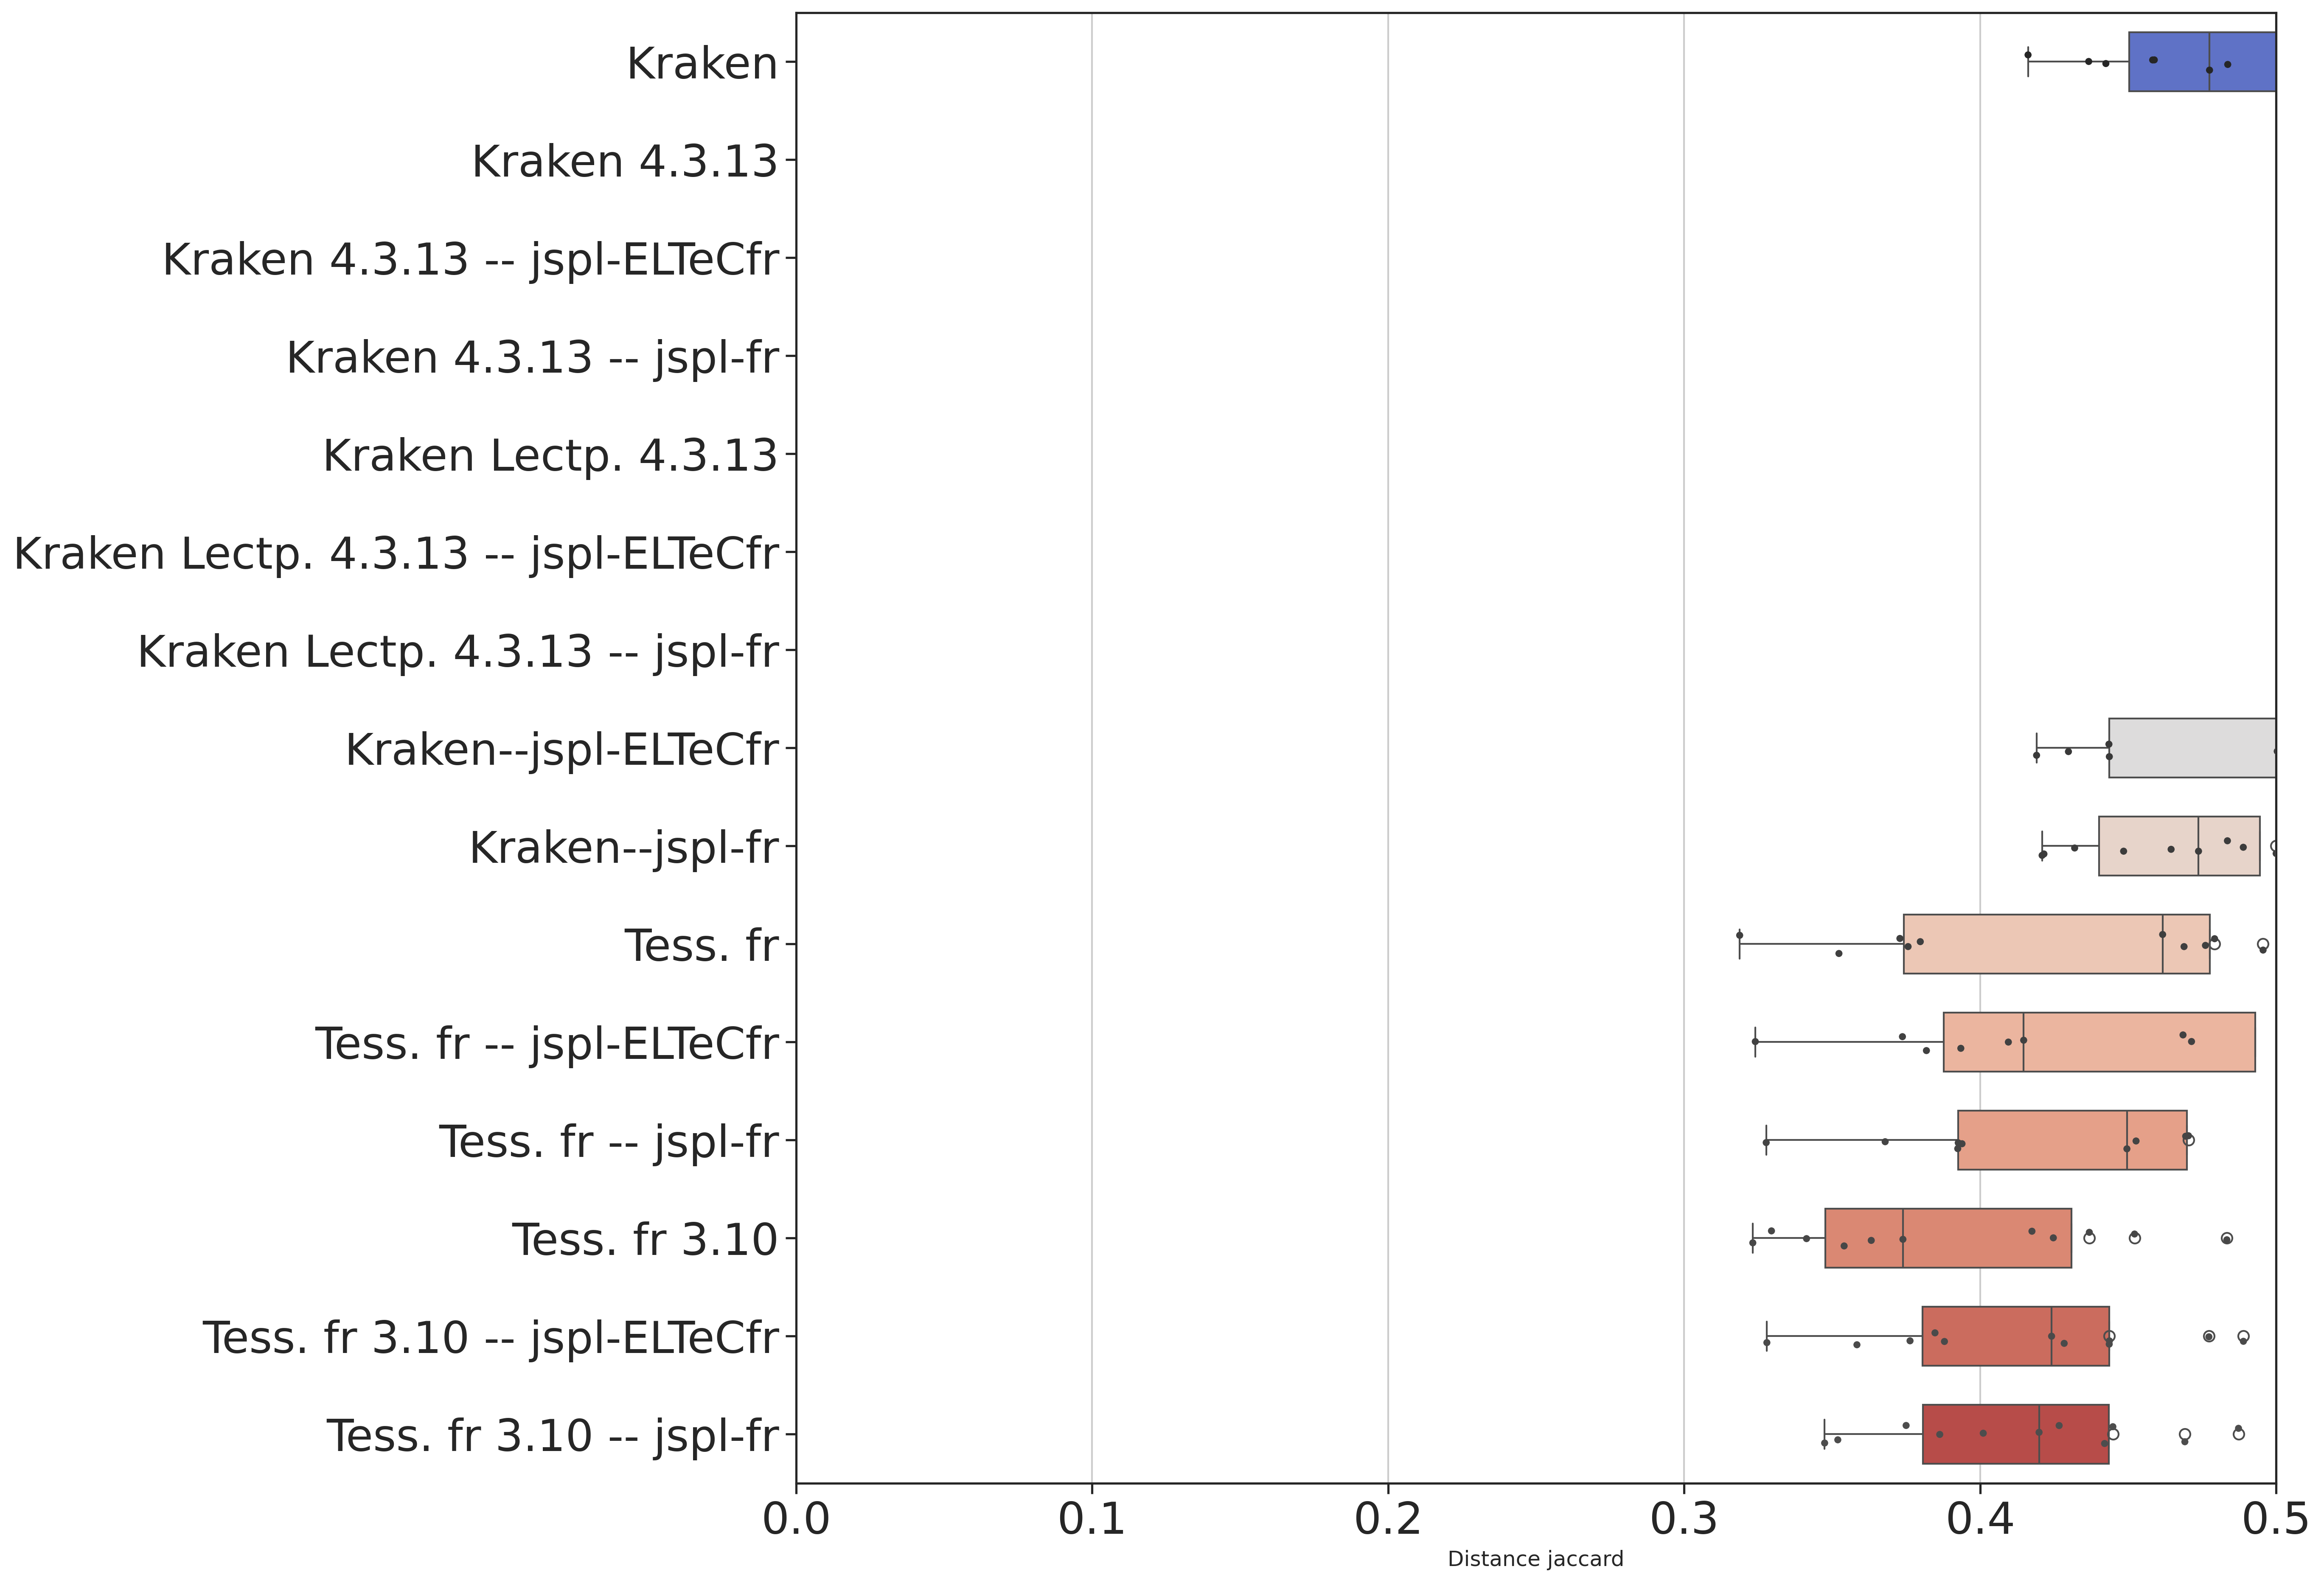 Kraken
Kraken 4.3.13
Kraken 4.3.13 -- jspl-ELTeCfr
Kraken 4.3.13 -- jspl-fr
Kraken Lectp. 4.3.13
Kraken Lectp. 4.3.13 -- jspl-ELTeCfr
Kraken Lectp. 4.3.13 -- jspl-fr
Kraken--jspl-ELTeCfr
Kraken--jspl-fr
Tess. fr
Tess. fr -- jspl-ELTeCfr
Tess. fr -- jspl-fr
Tess. fr 3.10
Tess. fr 3.10 -- jspl-ELTeCfr
Tess. fr 3.10 -- jspl-fr
0.0 0.1 0.2 0.3 0.4 0.5
Distance jaccard